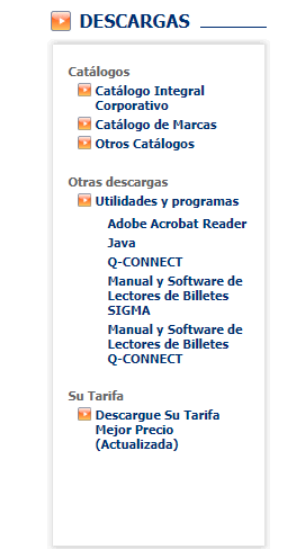 DESCARGAS
Catálogos
Catálogo Integral
Corporativo
Catálogo de Marcas
Otros Catálogos
Otras descargas
Utilidades y programas
Adobe Acrobat Reader
Java
Q-CONNECT
Manual y Software de
Lectores de Billetes
SIGMA
Manual y Software de
Lectores de Billetes
Q-CONNECT
Su Tarifa
Descargue Su Tarifa
Mejor Precio
(Actualizada)